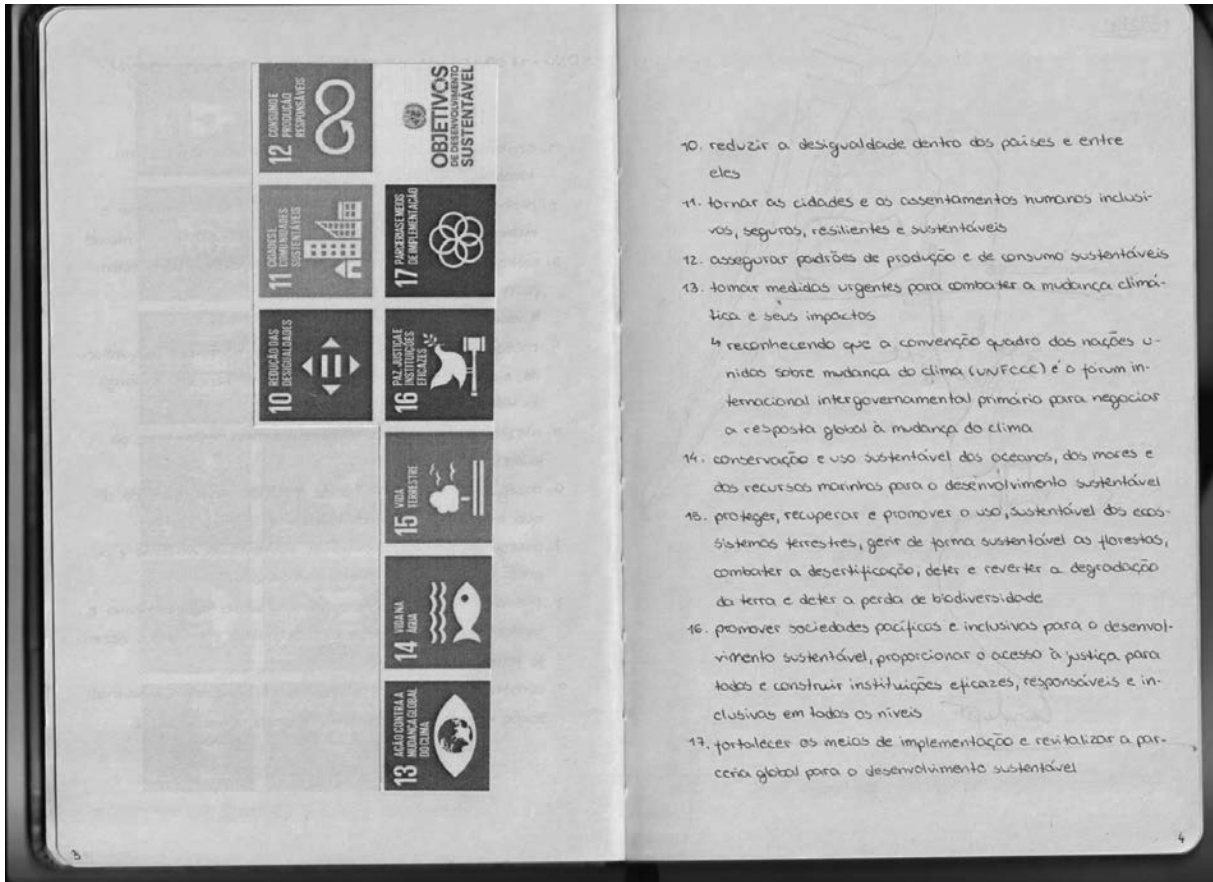 10 REDUÇÃO DAS
DESIGUALDADES
11 CIDADES E
COMUNIDADES
SUSTENTÁVEIS
12 CONSUMO E
PRODUÇÃO
RESPONSÁVEIS
13 AÇÃO CONTRA A
MUDANÇA GLOBAL
DO CLIMA
14 VIDA NA
ÁGUA
15 VIDA
TERRESTRE
16 PAZ, JUSTIÇA E
INSTITUIÇÕES
EFICAZES
17 PARCERIAS E MEIOS
DE IMPLEMENTAÇÃO
OBJETIVOS
DE DESENVOLVIMENTO
SUSTENTÁVEL
3
10. reduzir a desigualdade dentro dos países e entre
eles
11. tornar as cidades e os assentamentos humanos inclusi-
vos, seguros, resilientes e sustentáveis
12. assegurar padrões de produção e de consumo sustentáveis
13. tomar medidas urgentes para combater a mudança climá-
tica e seus impactos
↳ reconhecendo que a convenção quadro das nações u-
nidas sobre mudança do clima (UNFCCC) é o fórum in-
ternacional intergovernamental primário para negociar
a resposta global à mudança do clima
14. conservação e uso sustentável dos oceanos, dos mares e
dos recursos marinhos para o desenvolvimento sustentável
15. proteger, recuperar e promover o uso, sustentável dos ecos-
sistemas terrestres, gerir de forma sustentável as florestas,
combater a desertificação, deter e reverter a degradação
da terra e deter a perda de biodiversidade
16. promover sociedades pacíficas e inclusivas para o desenvol-
vimento sustentável, proporcionar o acesso à justiça para
todos e construir instituições eficazes, responsáveis e in-
clusivas em todos os níveis
17. fortalecer os meios de implementação e revitalizar a par-
ceria global para o desenvolvimento sustentável
4